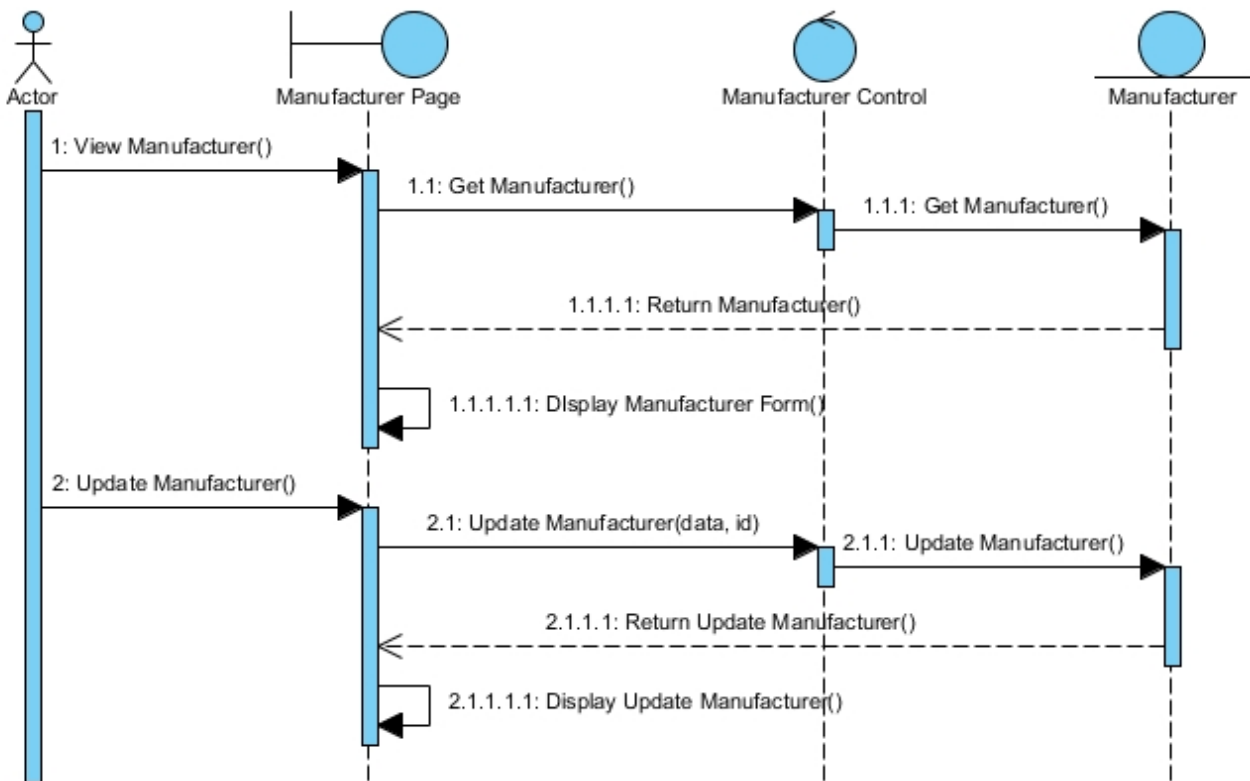 Actor
Manufacturer Page
Manufacturer Control
Manufacturer
1: View Manufacturer()
1.1: Get Manufacturer()
1.1.1: Get Manufacturer()
1.1.1.1: Return Manufacturer()
1.1.1.1.1: DIsplay Manufacturer Form()
2: Update Manufacturer()
2.1: Update Manufacturer(data, id)
2.1.1: Update Manufacturer()
2.1.1.1: Return Update Manufacturer()
2.1.1.1.1: Display Update Manufacturer()